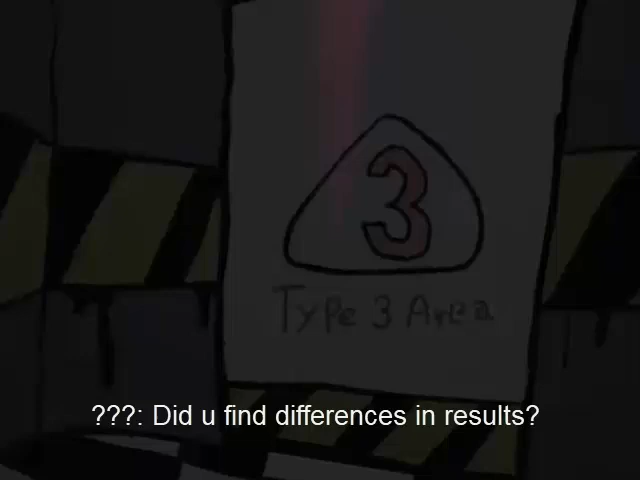 3
Type 3 Area
???: Did u find differences in results?